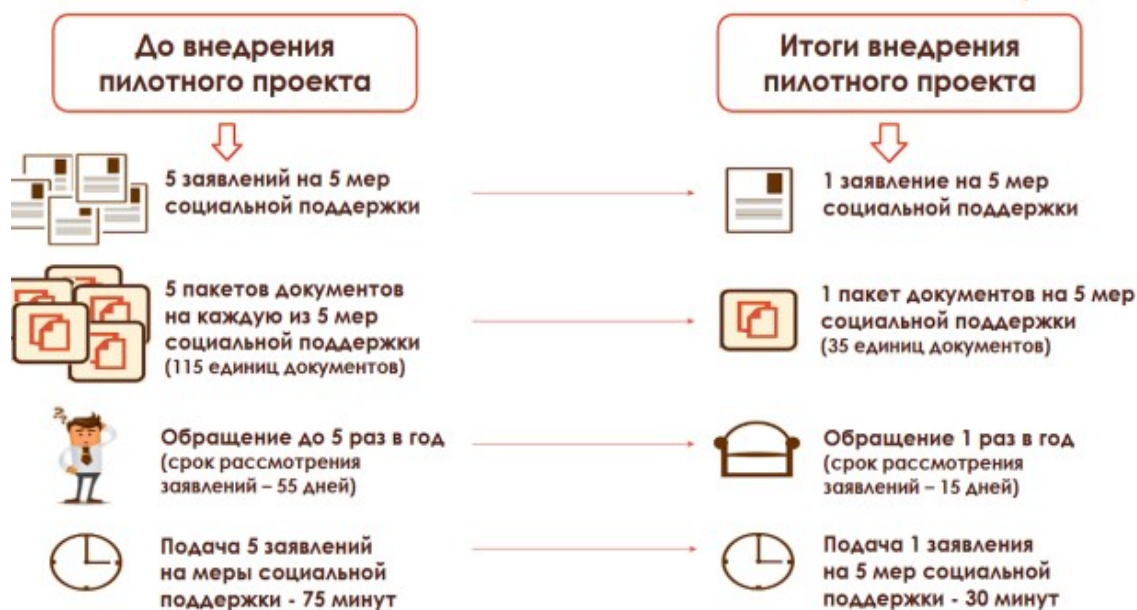 До внедрения
пилотного проекта
5 заявлений на 5 мер
социальной поддержки
5 пакетов документов
на каждую из 5 мер
социальной поддержки
(115 единиц документов)
Обращение до 5 раз в год
(срок рассмотрения
заявлений – 55 дней)
Подача 5 заявлений
на меры социальной
поддержки - 75 минут
Итоги внедрения
пилотного проекта
1 заявление на 5 мер
социальной поддержки
1 пакет документов на 5 мер
социальной поддержки
(35 единиц документов)
Обращение 1 раз в год
(срок рассмотрения
заявлений – 15 дней)
Подача 1 заявления
на 5 мер социальной
поддержки - 30 минут